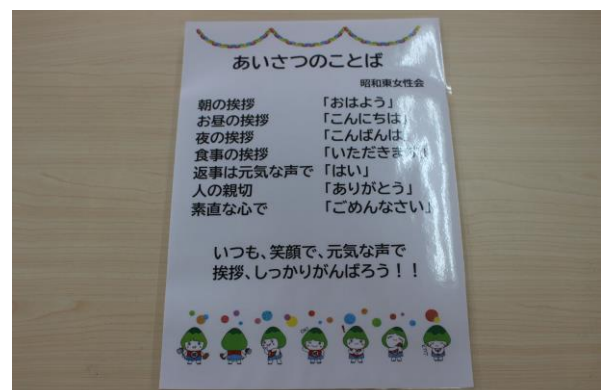 あいさつのことば
昭和東女性会
朝の挨拶 「おはよう」
お昼の挨拶 「こんにちは」
夜の挨拶 「こんばんは」
食事の挨拶 「いただきます」
返事は元気な声で 「はい」
人の親切 「ありがとう」
素直な心で 「ごめんなさい」
いつも、笑顔で、元気な声で
挨拶、しっかりがんばろう！！